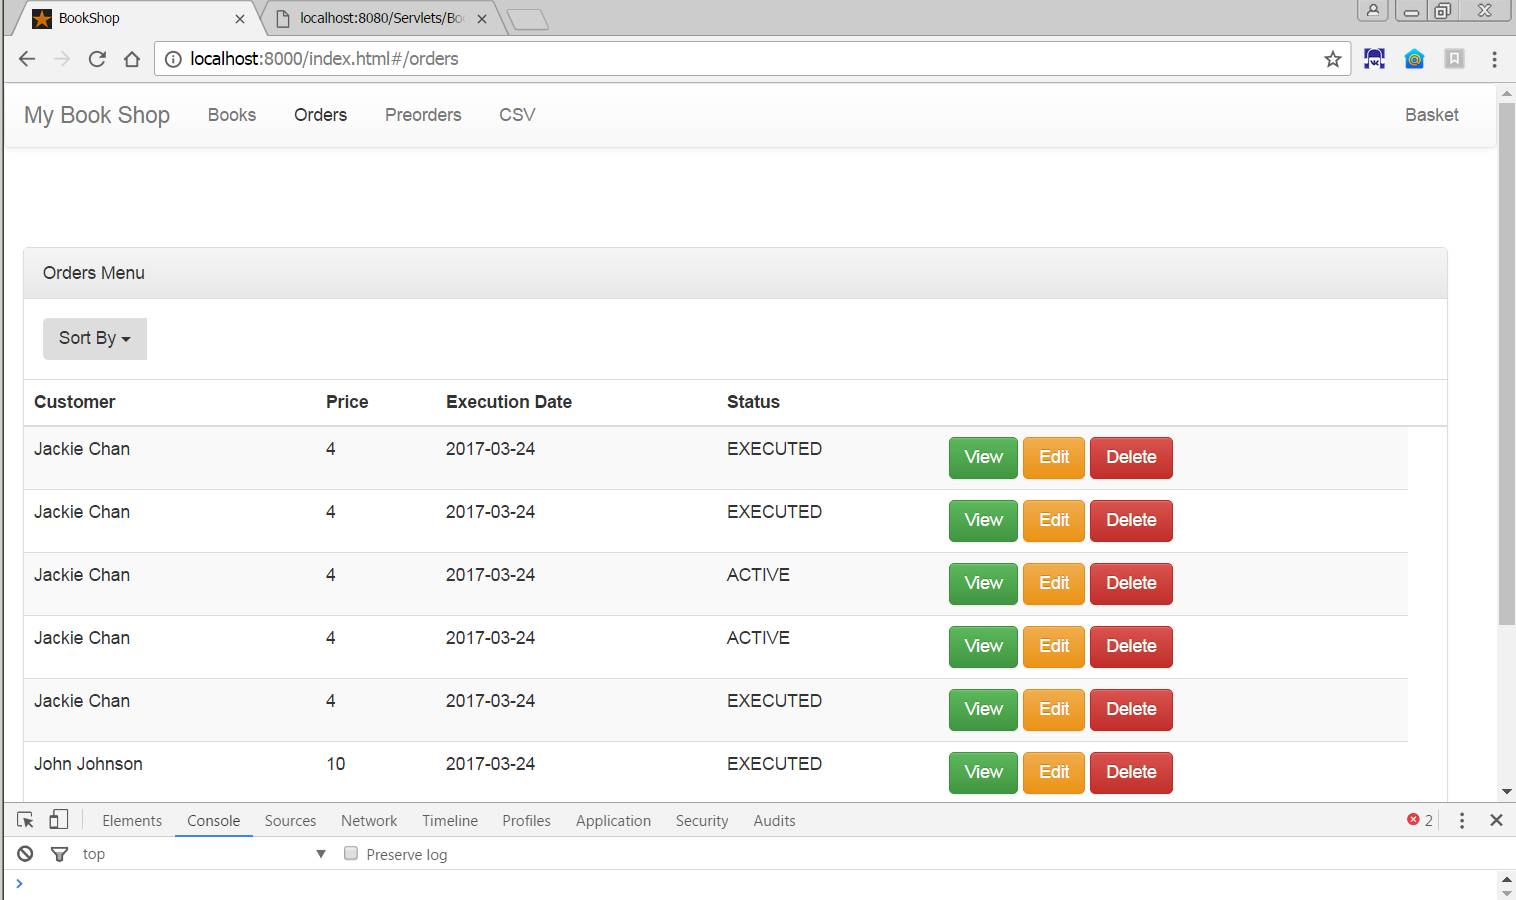 BookShop
localhost:8080/Servlets/Bo
localhost:8000/index.html#/orders
My Book Shop Books Orders Preorders CSV Basket
Orders Menu
Sort By
Customer Price Execution Date Status
Jackie Chan 4 2017-03-24 EXECUTED View Edit Delete
Jackie Chan 4 2017-03-24 EXECUTED View Edit Delete
Jackie Chan 4 2017-03-24 ACTIVE View Edit Delete
Jackie Chan 4 2017-03-24 ACTIVE View Edit Delete
Jackie Chan 4 2017-03-24 EXECUTED View Edit Delete
John Johnson 10 2017-03-24 EXECUTED View Edit Delete
Elements Console Sources Network Timeline Profiles Application Security Audits 2
top Preserve log